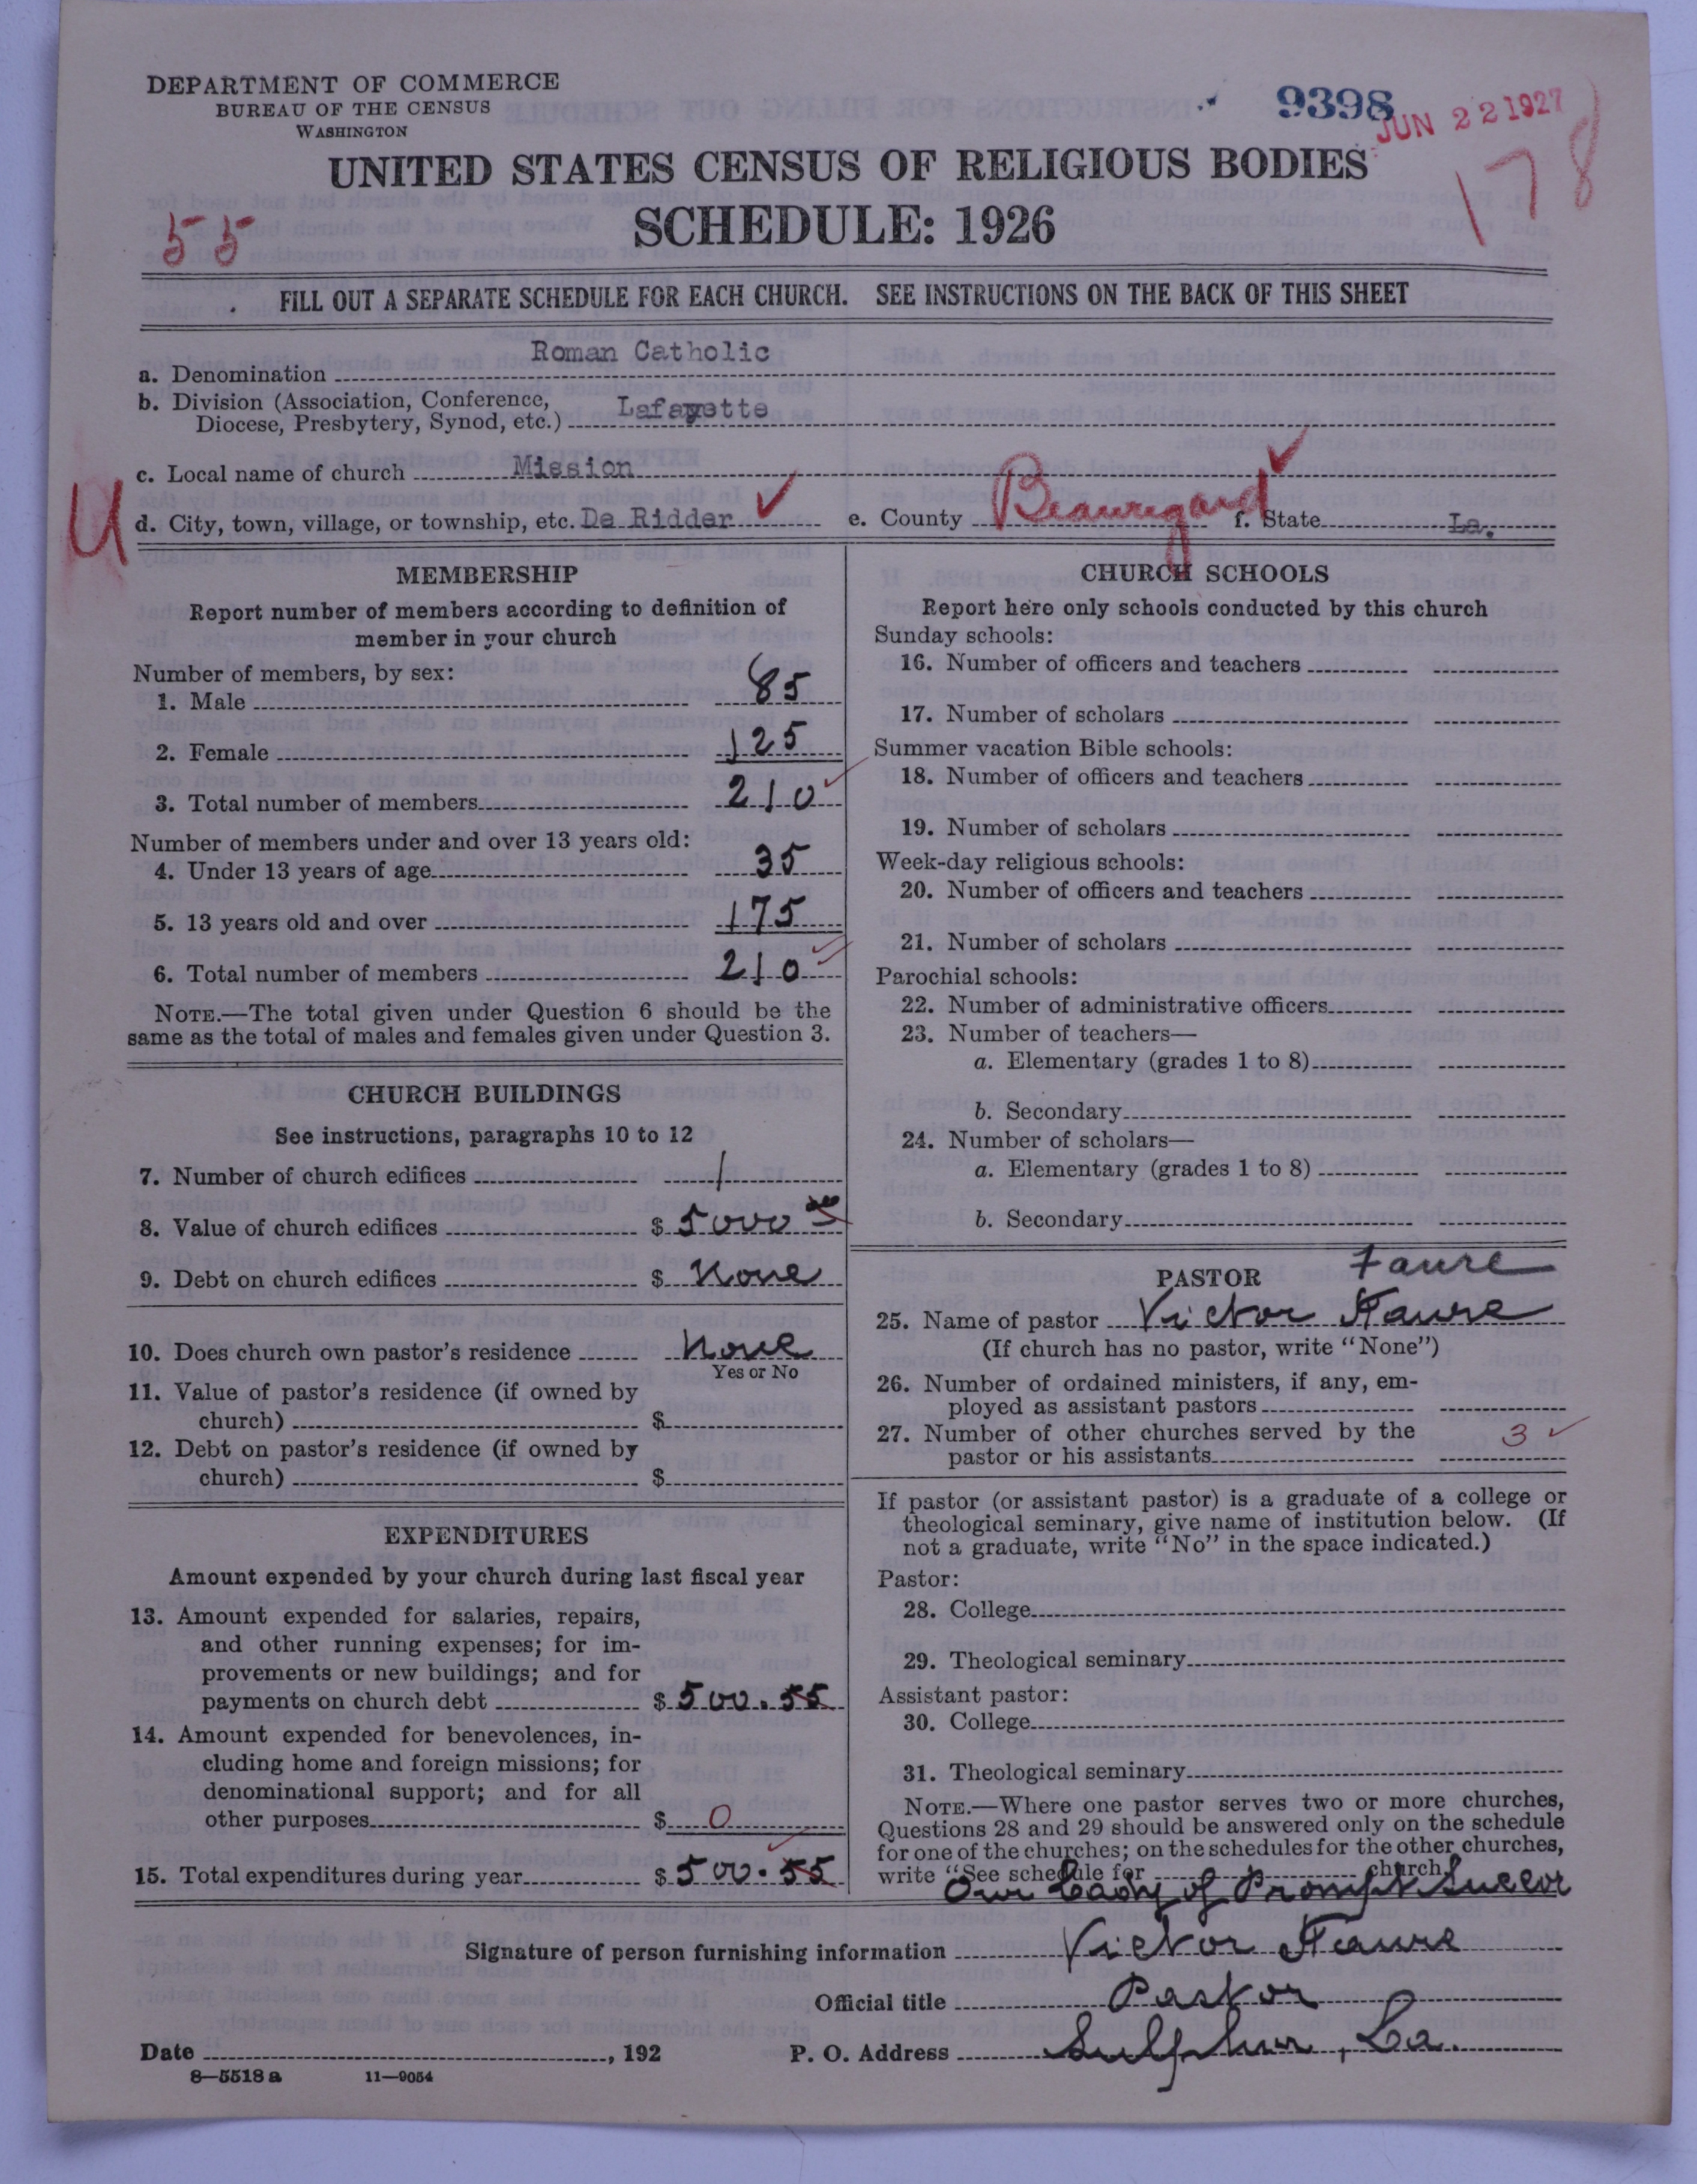 DEPARTMENT OF COMMERCE
BUREAU OF THE CENSUS
WASHINGTON
9398
JUN 22 1927
178
UNITED STATES CENSUS OF RELIGIOUS BODIES
SCHEDULE: 1926
55
FILL OUT A SEPARATE SCHEDULE FOR EACH CHURCH. SEE INSTRUCTIONS ON THE BACK OF THIS SHEET
a. Denomination Roman Catholic
b. Division (Association, Conference,
Diocese, Presbytery, Synod, etc.) Lafayette
c. Local name of church Mission
U
d. City, town, village, or township, etc. De Ridder ✓ e. County Beauregard ✓ f. State La.
MEMBERSHIP
Report number of members according to definition of
member in your church
Number of members, by sex:
1. Male 85
2. Female 125
3. Total number of members 210 ✓
Number of members under and over 13 years old:
4. Under 13 years of age 35
5. 13 years old and over 175
6. Total number of members 210
NOTE.—The total given under Question 6 should be the
same as the total of males and females given under Question 3.
CHURCH BUILDINGS
See instructions, paragraphs 10 to 12
7. Number of church edifices 1
8. Value of church edifices $ 5000 00
9. Debt on church edifices $ None
10. Does church own pastor's residence None
Yes or No
11. Value of pastor's residence (if owned by
church) $
12. Debt on pastor's residence (if owned by
church) $
EXPENDITURES
Amount expended by your church during last fiscal year
13. Amount expended for salaries, repairs,
and other running expenses; for im-
provements or new buildings; and for
payments on church debt $ 500.55
14. Amount expended for benevolences, in-
cluding home and foreign missions; for
denominational support; and for all
other purposes $ 0
15. Total expenditures during year $ 500.55
CHURCH SCHOOLS
Report here only schools conducted by this church
Sunday schools:
16. Number of officers and teachers
17. Number of scholars
Summer vacation Bible schools:
18. Number of officers and teachers
19. Number of scholars
Week-day religious schools:
20. Number of officers and teachers
21. Number of scholars
Parochial schools:
22. Number of administrative officers
23. Number of teachers—
a. Elementary (grades 1 to 8)
b. Secondary
24. Number of scholars—
a. Elementary (grades 1 to 8)
b. Secondary
PASTOR Faure
25. Name of pastor Victor Faure
(If church has no pastor, write "None")
26. Number of ordained ministers, if any, em-
ployed as assistant pastors
27. Number of other churches served by the
pastor or his assistants 3 ✓
If pastor (or assistant pastor) is a graduate of a college or
theological seminary, give name of institution below. (If
not a graduate, write "No" in the space indicated.)
Pastor:
28. College
29. Theological seminary
Assistant pastor:
30. College
31. Theological seminary
NOTE.—Where one pastor serves two or more churches,
Questions 28 and 29 should be answered only on the schedule
for one of the churches; on the schedules for the other churches,
write "See schedule for church
Our Lady of Prompt Succor
Signature of person furnishing information Victor Faure
Official title Pastor
Date , 192 P. O. Address Sulphur, La.
8—5518 a 11—9054